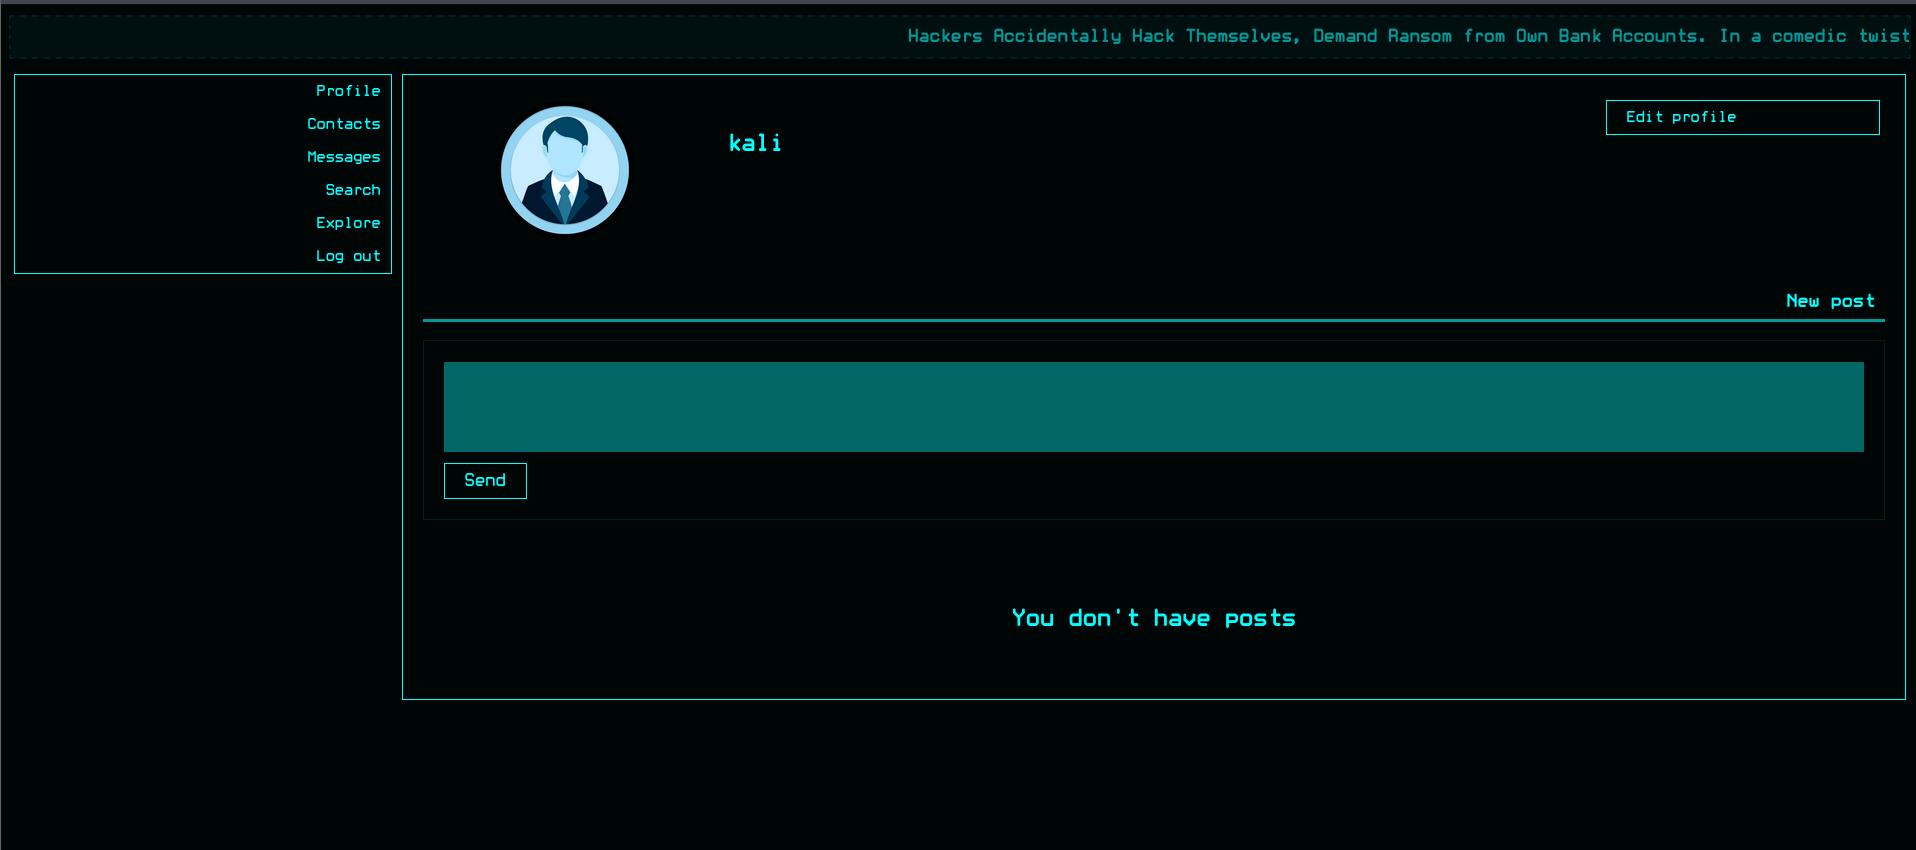 Hackers Accidentally Hack Themselves, Demand Ransom from Own Bank Accounts. In a comedic twist
Profile
Contacts
Messages
Search
Explore
Log out
kali
Edit profile
New post
Send
You don't have posts